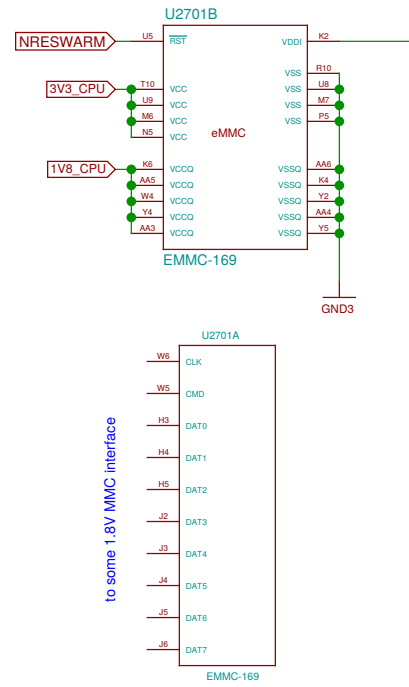 U2701B
NRESWARM U5 RST VDDI K2
R10 VSS
3V3_CPU T10 VCC VSS U8
U9 VCC VSS M7
M6 VCC VSS P5
N5 VCC
eMMC
1V8_CPU K6 VCCQ VSSQ AA6
AA5 VCCQ VSSQ K4
W4 VCCQ VSSQ Y2
Y4 VCCQ VSSQ AA4
AA3 VCCQ VSSQ Y5
EMMC-169
GND3
U2701A
W6 CLK
W5 CMD
H3 DAT0
H4 DAT1
H5 DAT2
J2 DAT3
J3 DAT4
J4 DAT5
J5 DAT6
J6 DAT7
to some 1.8V MMC interface
EMMC-169